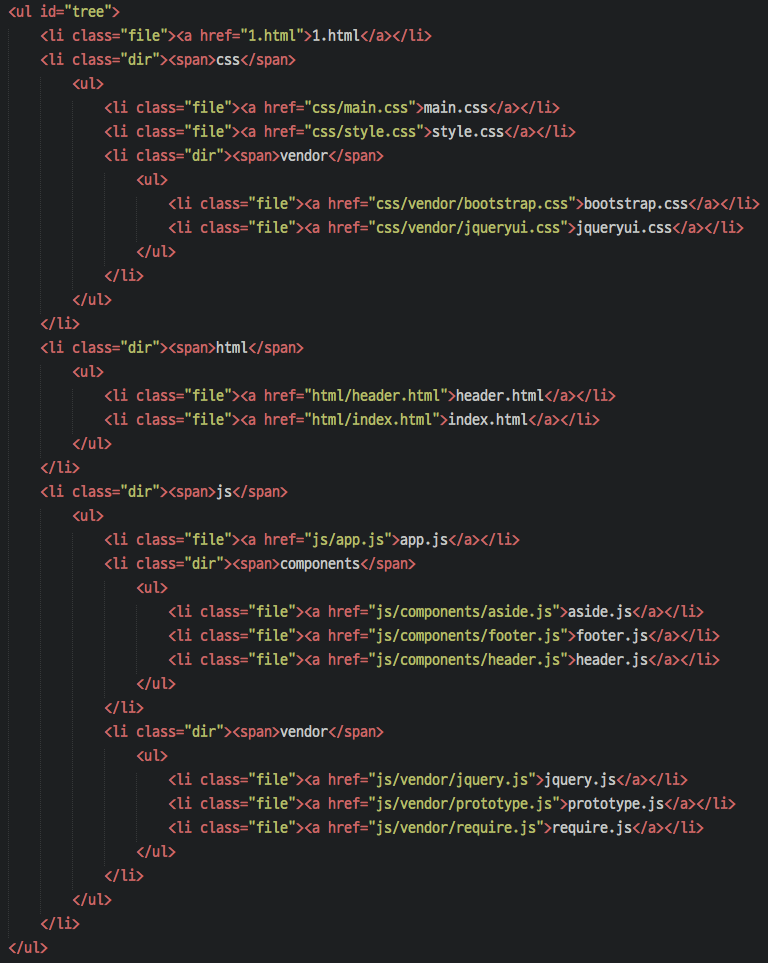 <ul id="tree">
    <li class="file"><a href="1.html">1.html</a></li>
    <li class="dir"><span>css</span>
        <ul>
            <li class="file"><a href="css/main.css">main.css</a></li>
            <li class="file"><a href="css/style.css">style.css</a></li>
            <li class="dir"><span>vendor</span>
                <ul>
                    <li class="file"><a href="css/vendor/bootstrap.css">bootstrap.css</a></li>
                    <li class="file"><a href="css/vendor/jqueryui.css">jqueryui.css</a></li>
                </ul>
            </li>
        </ul>
    </li>
    <li class="dir"><span>html</span>
        <ul>
            <li class="file"><a href="html/header.html">header.html</a></li>
            <li class="file"><a href="html/index.html">index.html</a></li>
        </ul>
    </li>
    <li class="dir"><span>js</span>
        <ul>
            <li class="file"><a href="js/app.js">app.js</a></li>
            <li class="dir"><span>components</span>
                <ul>
                    <li class="file"><a href="js/components/aside.js">aside.js</a></li>
                    <li class="file"><a href="js/components/footer.js">footer.js</a></li>
                    <li class="file"><a href="js/components/header.js">header.js</a></li>
                </ul>
            </li>
            <li class="dir"><span>vendor</span>
                <ul>
                    <li class="file"><a href="js/vendor/jquery.js">jquery.js</a></li>
                    <li class="file"><a href="js/vendor/prototype.js">prototype.js</a></li>
                    <li class="file"><a href="js/vendor/require.js">require.js</a></li>
                </ul>
            </li>
        </ul>
    </li>
</ul>